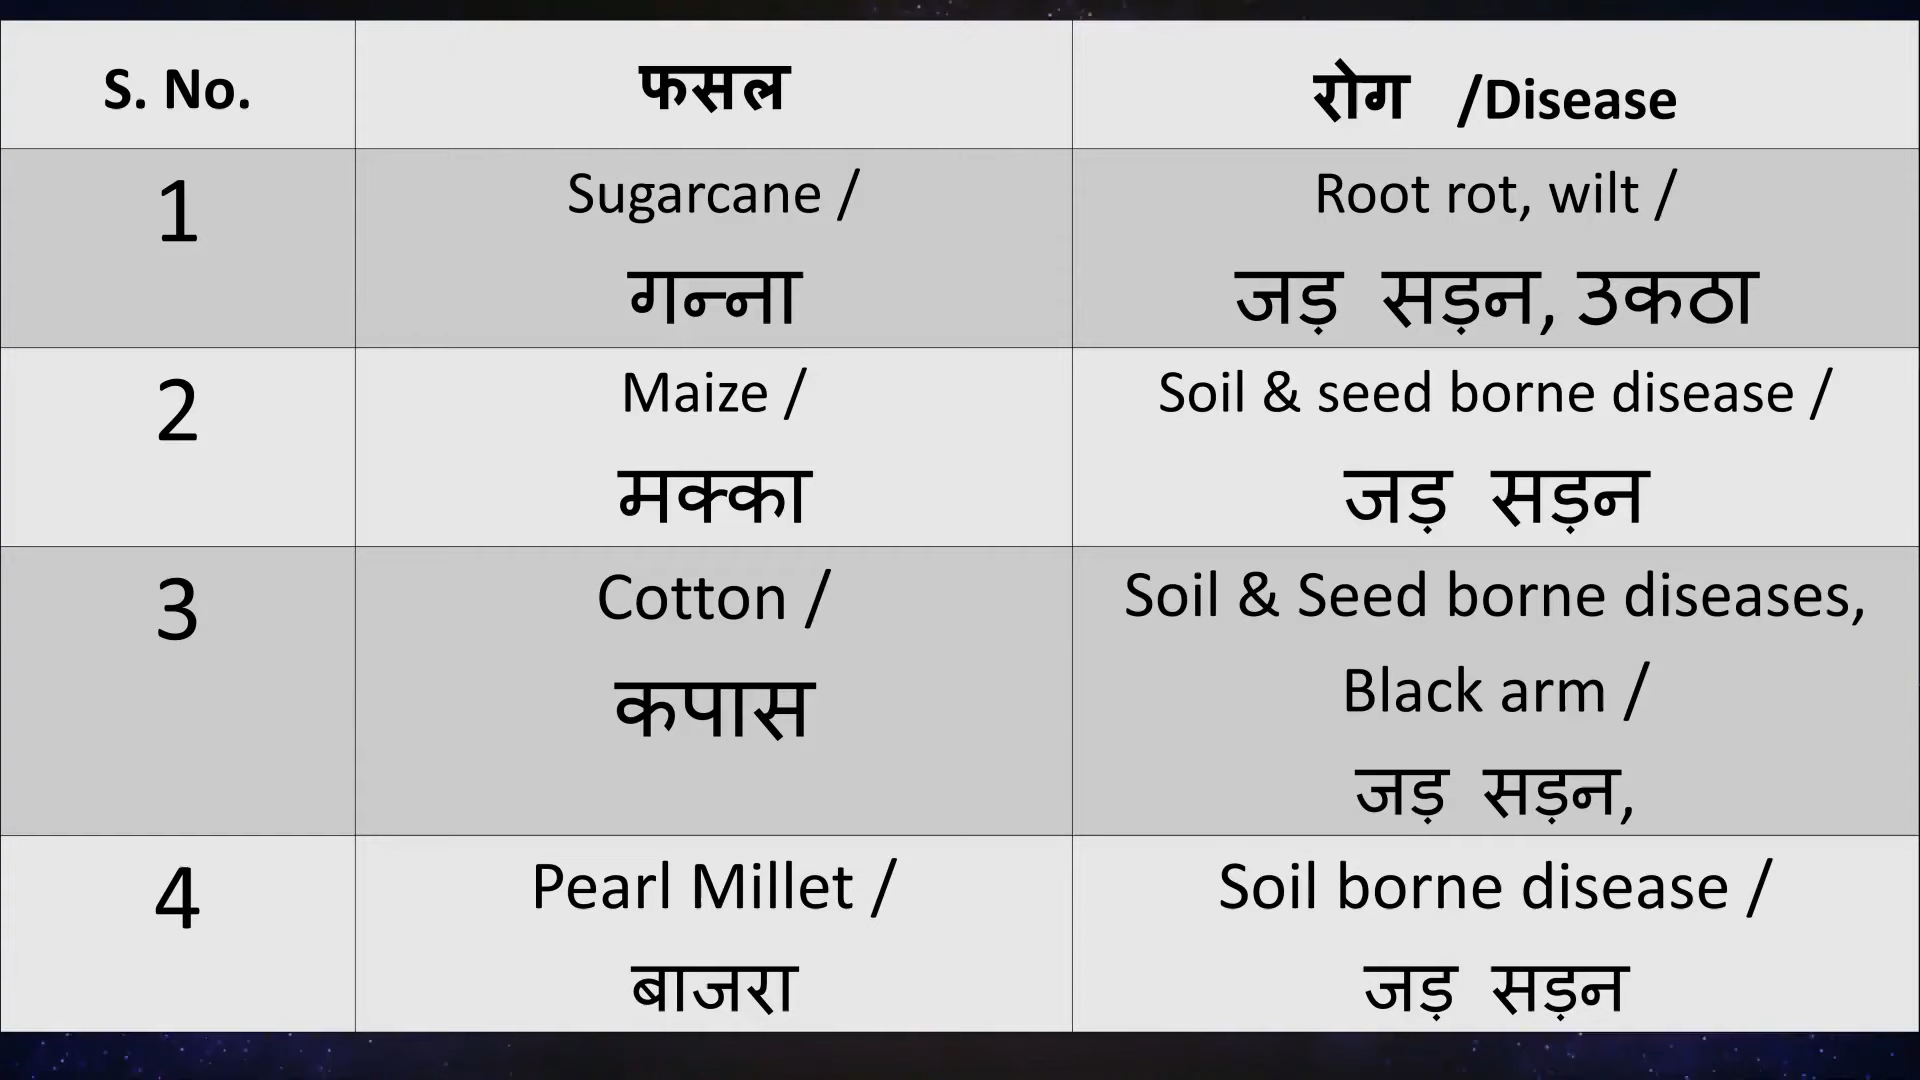 S. No. फसल रोग /Disease
1 Sugarcane / Root rot, wilt /
गन्ना जड़ सड़न, उकठा
2 Maize / Soil & seed borne disease /
मक्का जड़ सड़न
3 Cotton / Soil & Seed borne diseases,
कपास Black arm /
जड़ सड़न,
4 Pearl Millet / Soil borne disease /
बाजरा जड़ सड़न